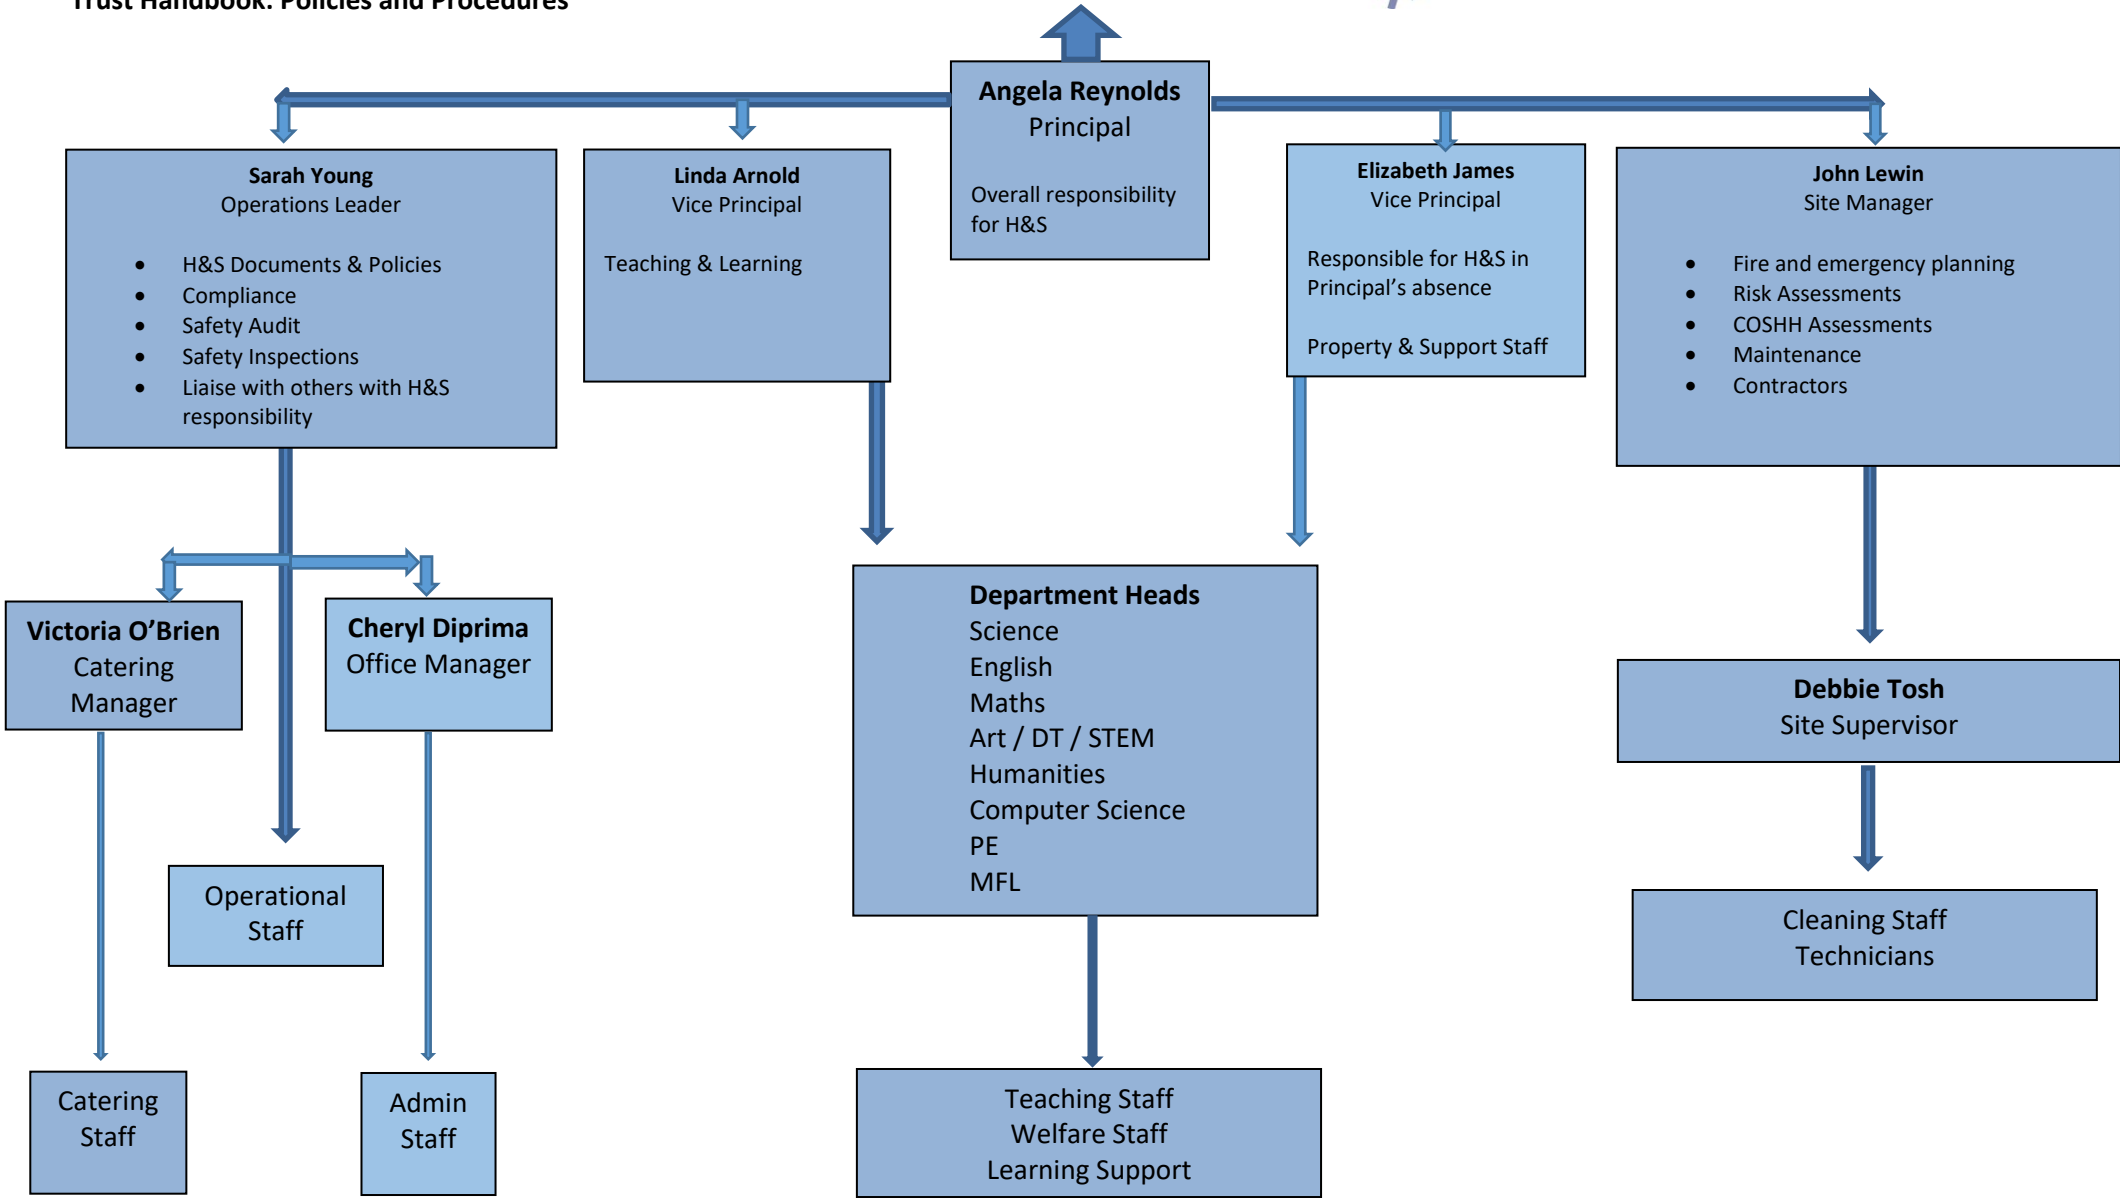 Trust Handbook: Policies and Procedures
Angela Reynolds
Principal
Overall responsibility
for H&S
Sarah Young
Operations Leader
• H&S Documents & Policies
• Compliance
• Safety Audit
• Safety Inspections
• Liaise with others with H&S
responsibility
Linda Arnold
Vice Principal
Teaching & Learning
Elizabeth James
Vice Principal
Responsible for H&S in
Principal’s absence
Property & Support Staff
John Lewin
Site Manager
• Fire and emergency planning
• Risk Assessments
• COSHH Assessments
• Maintenance
• Contractors
Victoria O’Brien
Catering
Manager
Cheryl Diprima
Office Manager
Department Heads
Science
English
Maths
Art / DT / STEM
Humanities
Computer Science
PE
MFL
Debbie Tosh
Site Supervisor
Operational
Staff
Cleaning Staff
Technicians
Catering
Staff
Admin
Staff
Teaching Staff
Welfare Staff
Learning Support